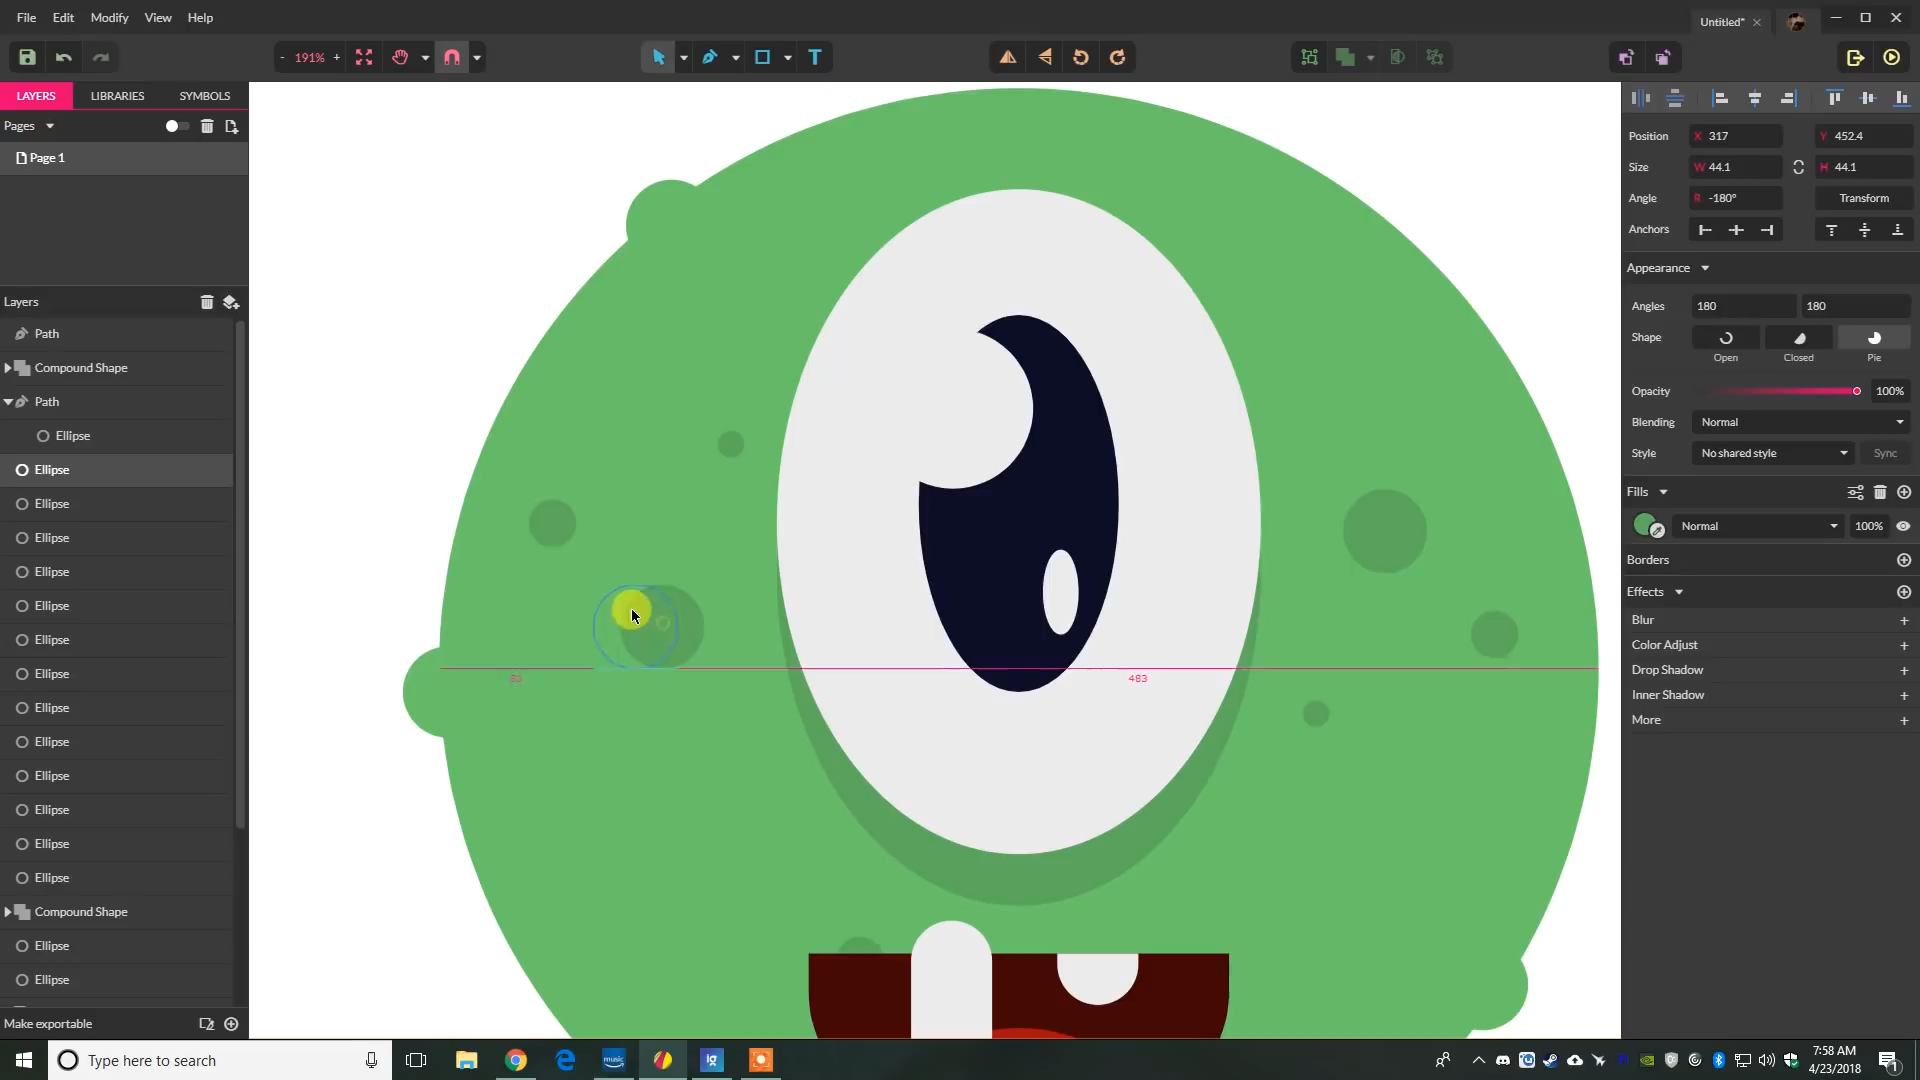 File Edit Modify View Help
Untitled*
- 191% +
T
LAYERS LIBRARIES SYMBOLS
Pages
Page 1
Layers
Path
Compound Shape
Path
Ellipse
Ellipse
Ellipse
Ellipse
Ellipse
Ellipse
Ellipse
Ellipse
Ellipse
Ellipse
Ellipse
Ellipse
Ellipse
Ellipse
Compound Shape
Ellipse
Ellipse
Make exportable
483
Position X 317 Y 452.4
Size W 44.1 H 44.1
Angle R -180° Transform
Anchors
Appearance
Angles 180 180
Shape
Open Closed Pie
Opacity 100%
Blending Normal
Style No shared style Sync
Fills
Normal 100%
Borders
Effects
Blur +
Color Adjust +
Drop Shadow +
Inner Shadow +
More +
Type here to search
music
7:58 AM
4/23/2018
1